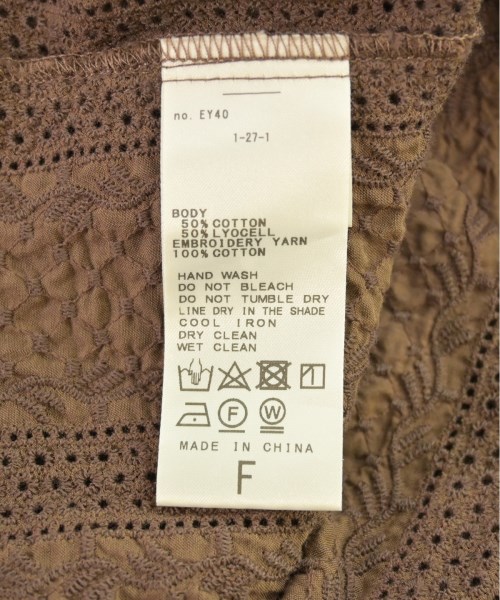 no. EY40
1-27-1
BODY
50%COTTON
50%LYOCELL
EMBROIDERY YARN
100%COTTON
HAND WASH
DO NOT BLEACH
DO NOT TUMBLE DRY
LINE DRY IN THE SHADE
COOL IRON
DRY CLEAN
WET CLEAN
F W
MADE IN CHINA
F